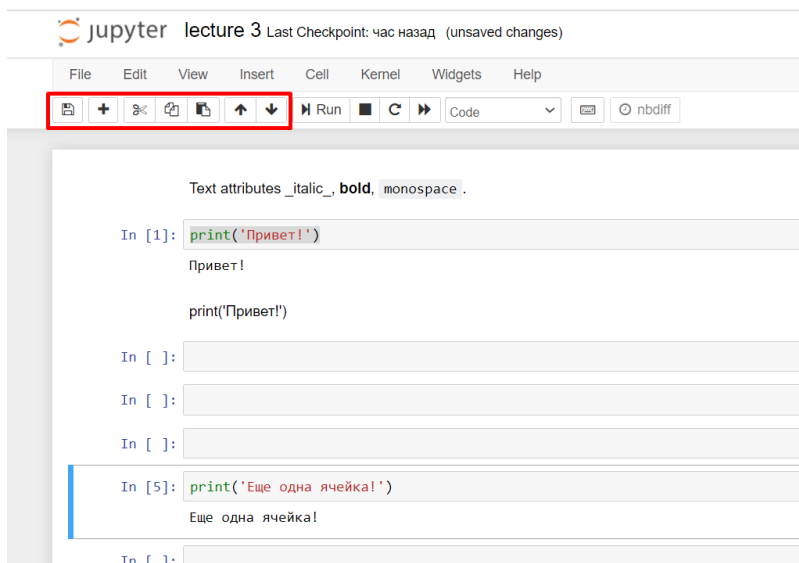 jupyter lecture 3 Last Checkpoint: час назад (unsaved changes)
File Edit View Insert Cell Kernel Widgets Help
Run Code nbdiff
Text attributes _italic_, bold, monospace .
In [1]: print('Привет!')
Привет!
print('Привет!')
In [ ]:
In [ ]:
In [ ]:
In [5]: print('Еще одна ячейка!')
Еще одна ячейка!
In [ ]: